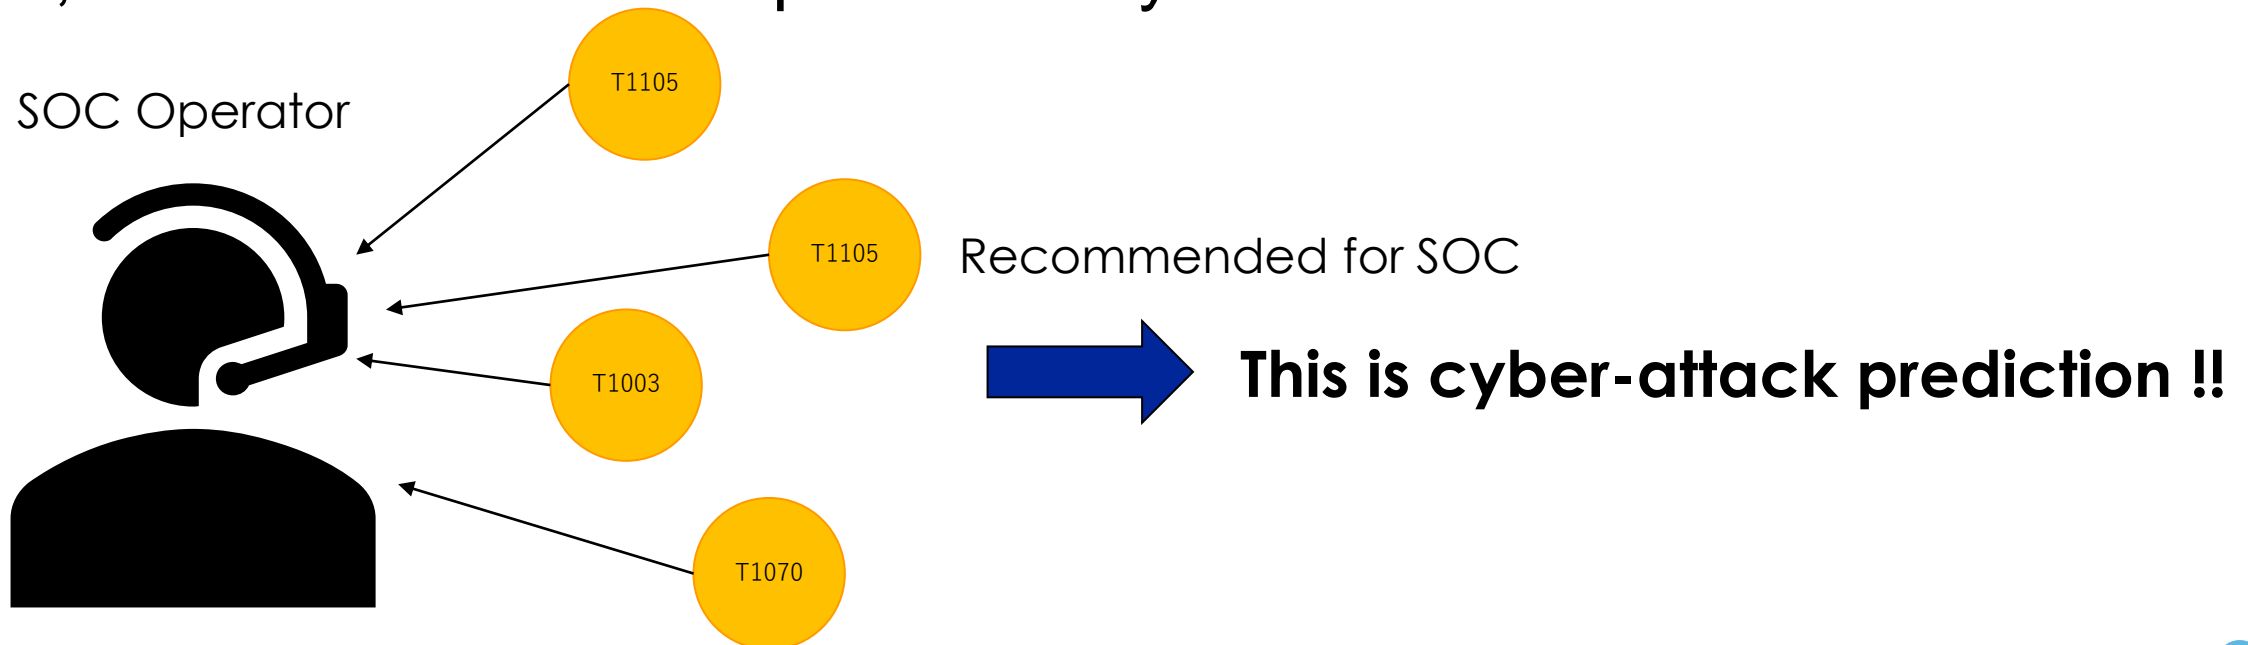 T1105
SOC Operator
T1105
Recommended for SOC
This is cyber-attack prediction !!
T1003
T1070